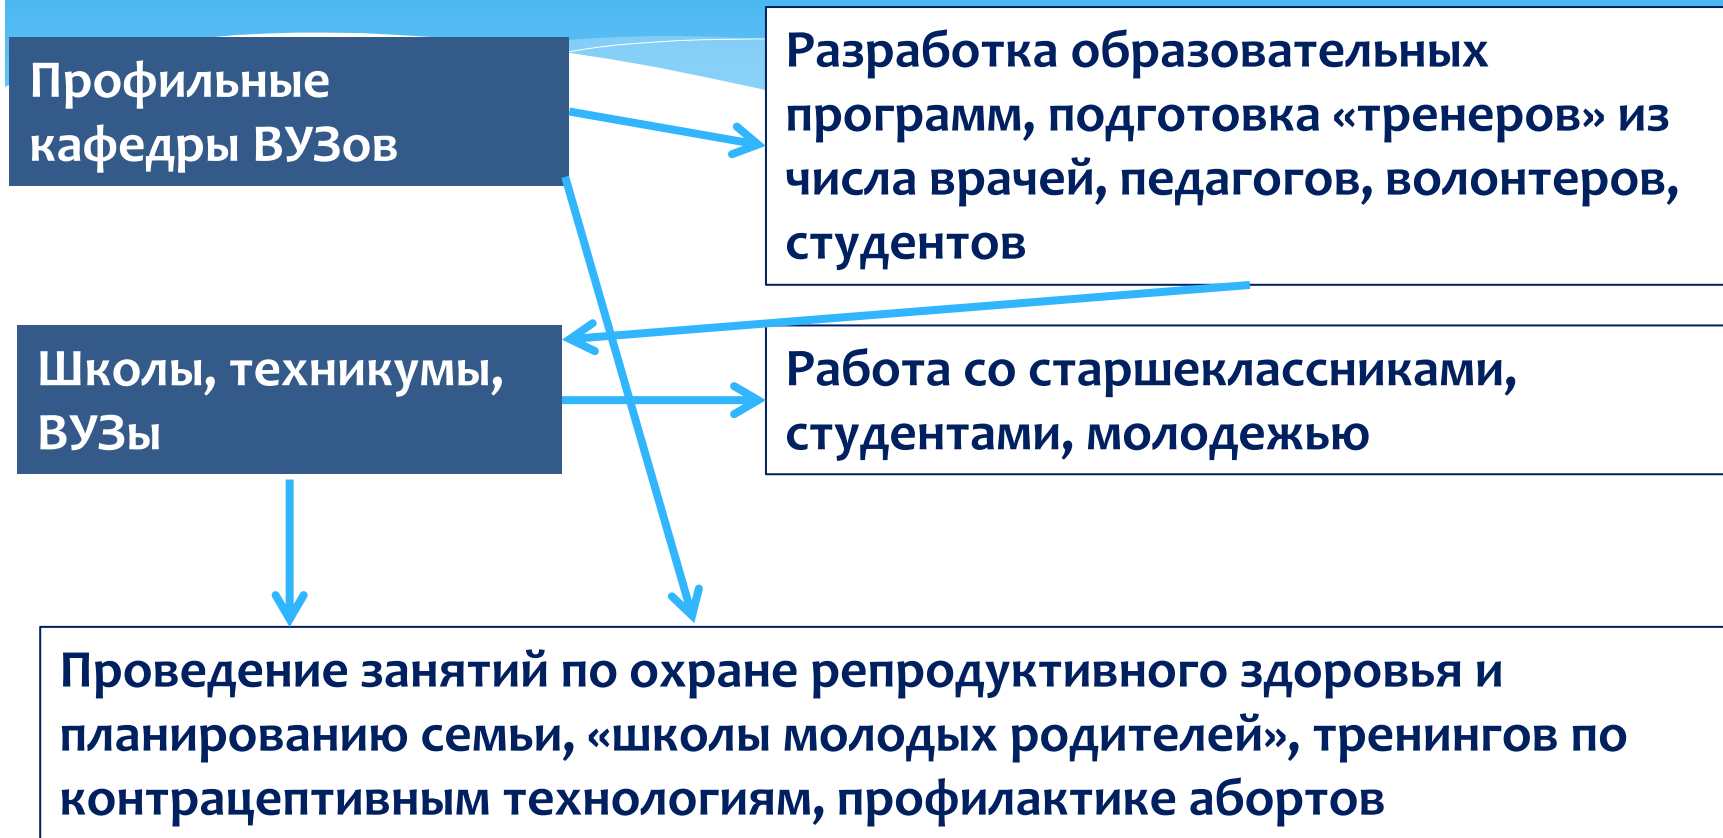 Профильные
кафедры ВУЗов
Разработка образовательных
программ, подготовка «тренеров» из
числа врачей, педагогов, волонтеров,
студентов
Школы, техникумы,
ВУЗы
Работа со старшеклассниками,
студентами, молодежью
Проведение занятий по охране репродуктивного здоровья и
планированию семьи, «школы молодых родителей», тренингов по
контрацептивным технологиям, профилактике абортов